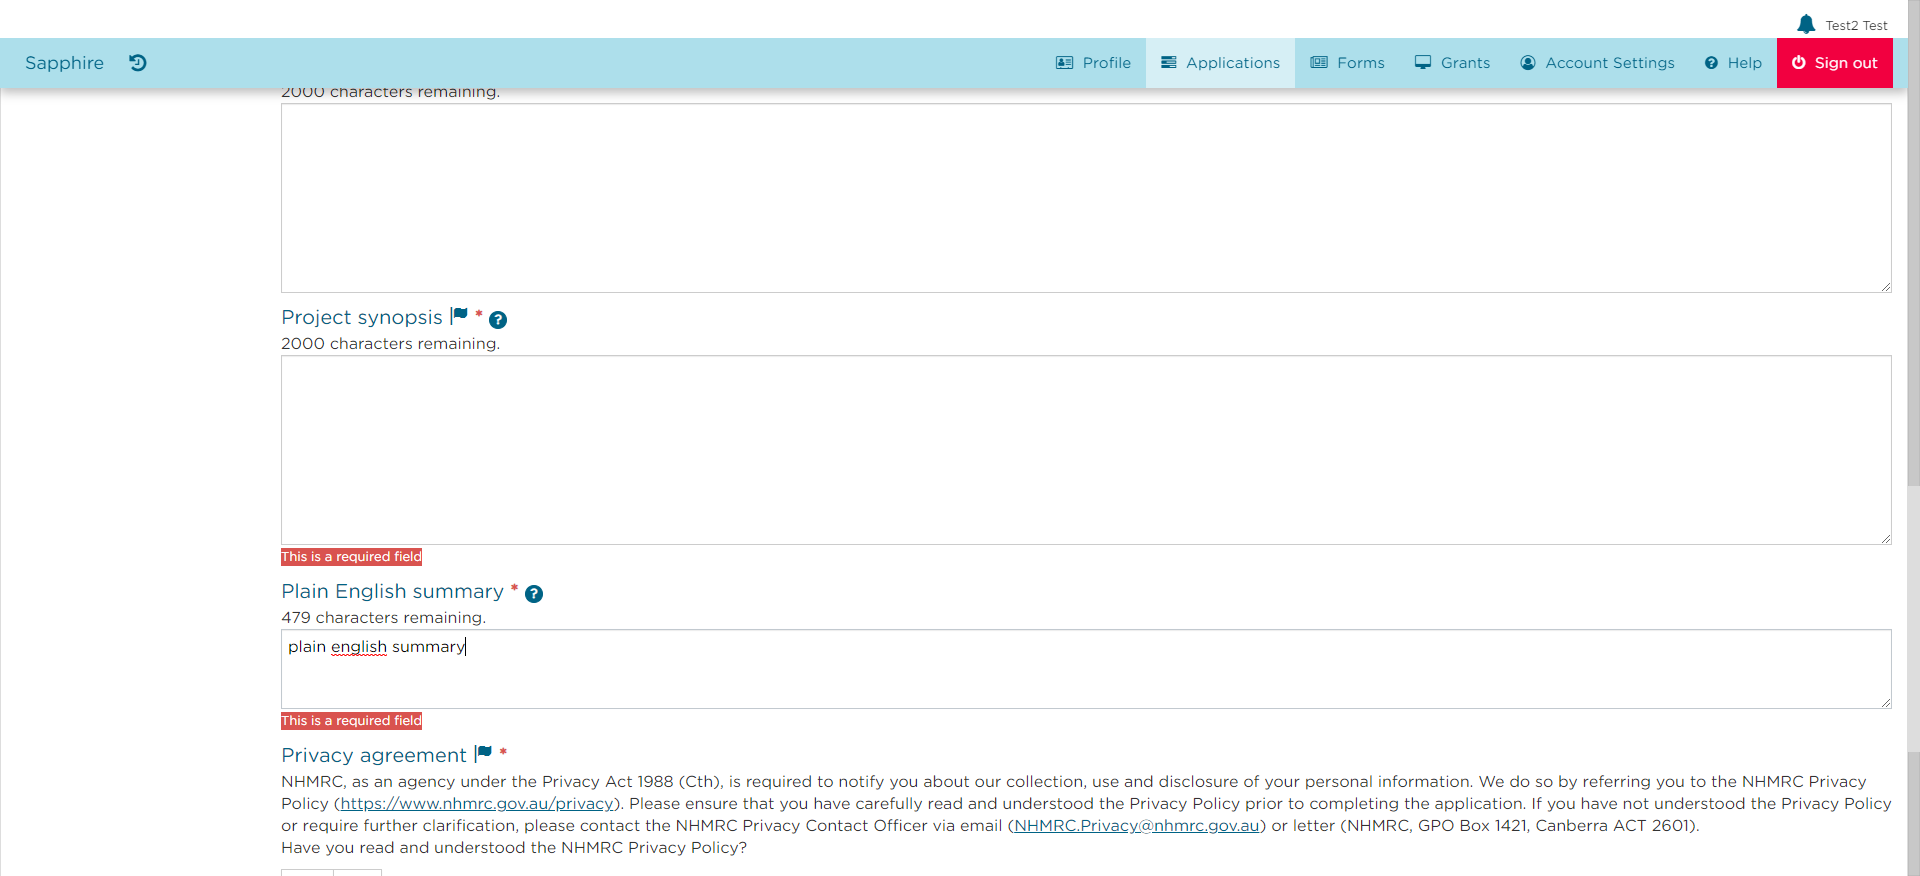 Test2 Test
Sapphire Profile Applications Forms Grants Account Settings Help Sign out
2000 characters remaining.
Project synopsis * ?
2000 characters remaining.
This is a required field
Plain English summary * ?
479 characters remaining.
plain english summary
This is a required field
Privacy agreement *
NHMRC, as an agency under the Privacy Act 1988 (Cth), is required to notify you about our collection, use and disclosure of your personal information. We do so by referring you to the NHMRC Privacy
Policy (https://www.nhmrc.gov.au/privacy). Please ensure that you have carefully read and understood the Privacy Policy prior to completing the application. If you have not understood the Privacy Policy
or require further clarification, please contact the NHMRC Privacy Contact Officer via email (NHMRC.Privacy@nhmrc.gov.au) or letter (NHMRC, GPO Box 1421, Canberra ACT 2601).
Have you read and understood the NHMRC Privacy Policy?